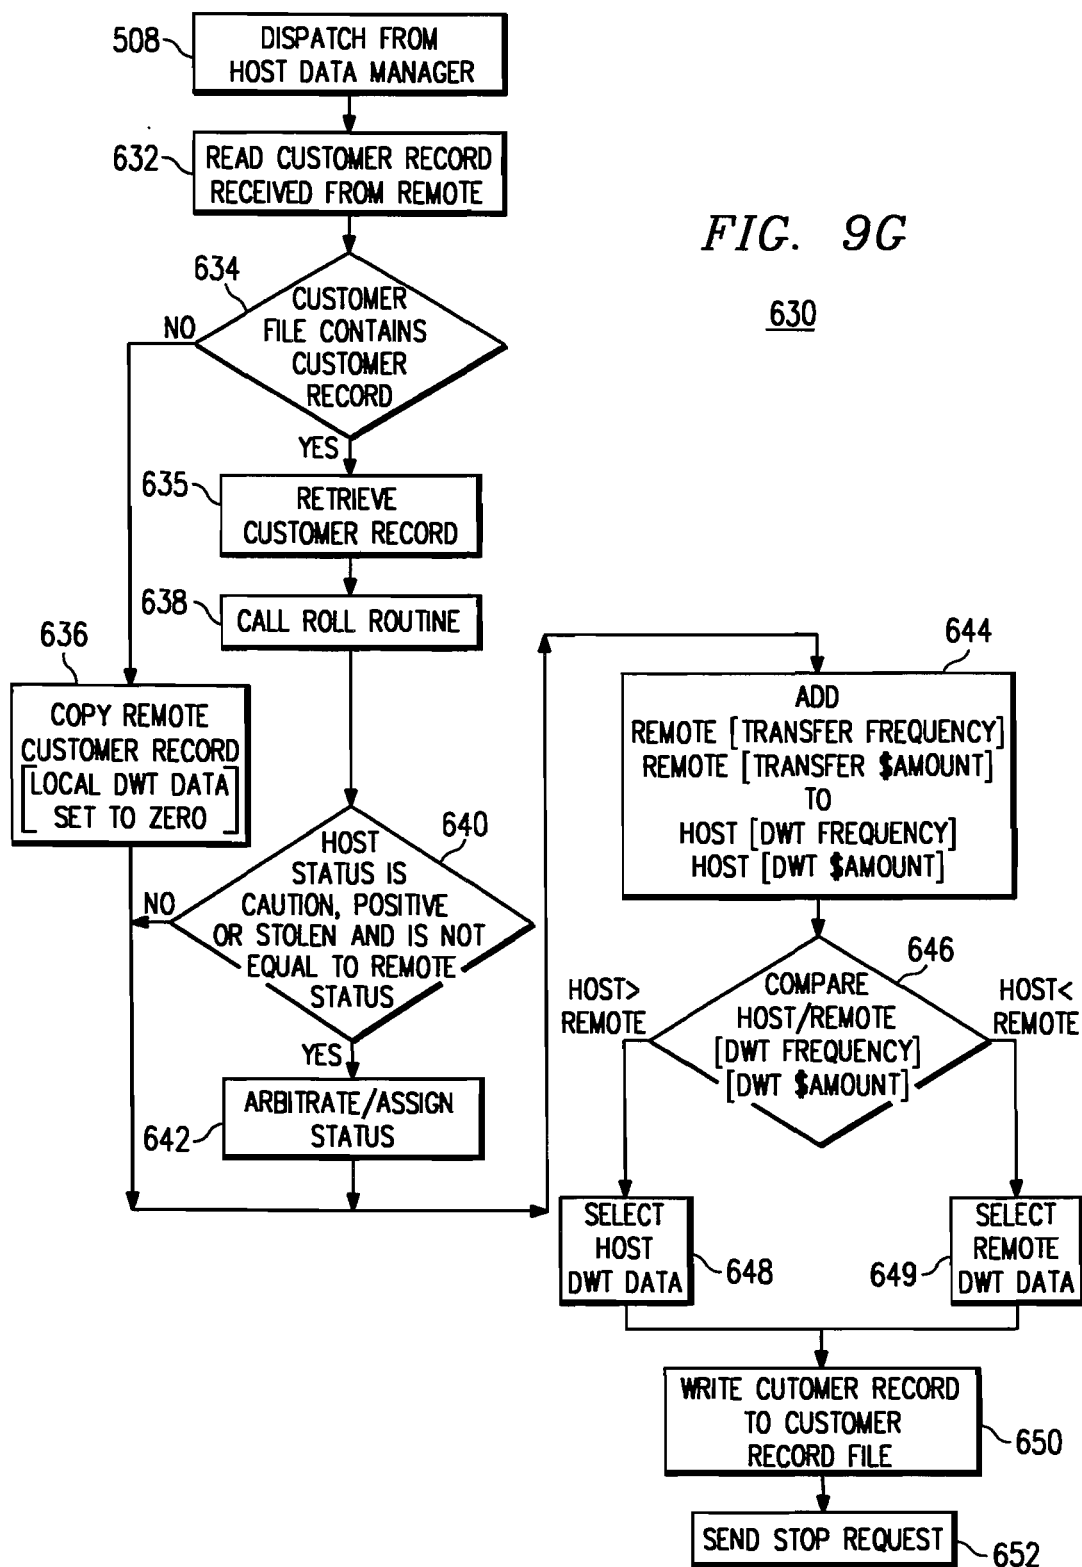 508
DISPATCH FROM
HOST DATA MANAGER
632
READ CUSTOMER RECORD
RECEIVED FROM REMOTE
FIG. 9G
630
634
CUSTOMER
FILE CONTAINS
CUSTOMER
RECORD
NO
YES
635
RETRIEVE
CUSTOMER RECORD
638
CALL ROLL ROUTINE
636
COPY REMOTE
CUSTOMER RECORD
[LOCAL DWT DATA
SET TO ZERO]
640
HOST
STATUS IS
CAUTION, POSITIVE
OR STOLEN AND IS NOT
EQUAL TO REMOTE
STATUS
NO
YES
642
ARBITRATE/ASSIGN
STATUS
644
ADD
REMOTE [TRANSFER FREQUENCY]
REMOTE [TRANSFER $AMOUNT]
TO
HOST [DWT FREQUENCY]
HOST [DWT $AMOUNT]
646
COMPARE
HOST/REMOTE
[DWT FREQUENCY]
[DWT $AMOUNT]
HOST>
REMOTE
HOST<
REMOTE
SELECT
HOST
DWT DATA
648
SELECT
REMOTE
DWT DATA
649
WRITE CUTOMER RECORD
TO CUSTOMER
RECORD FILE
650
SEND STOP REQUEST
652